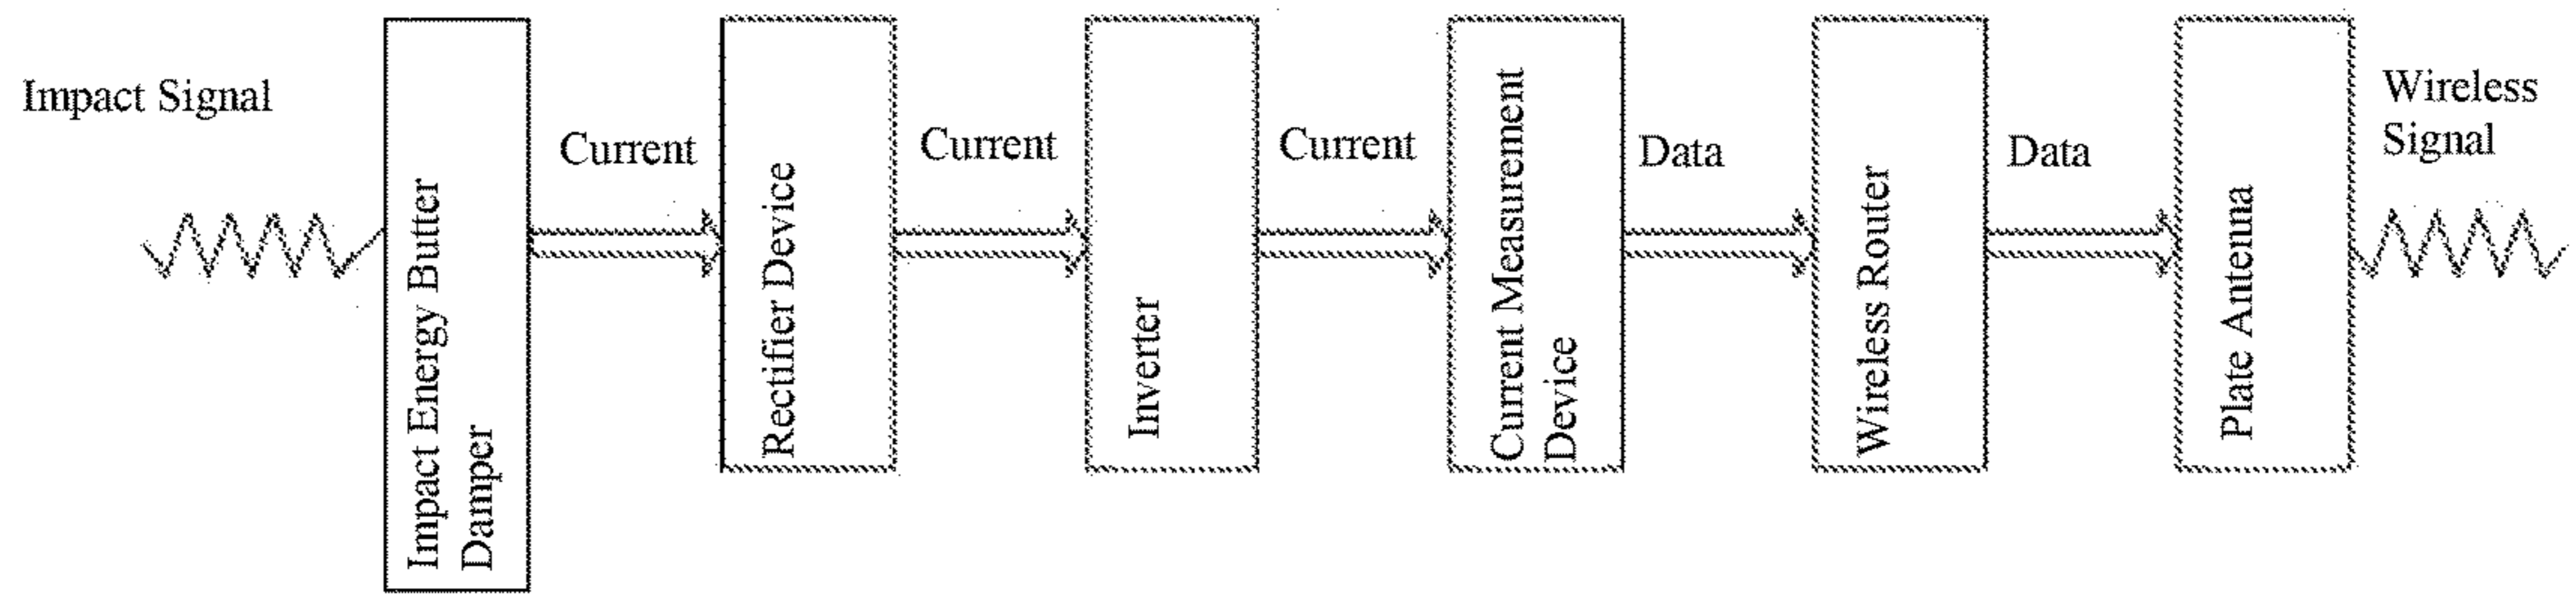 Impact Signal
Impact Energy Butter
Damper
Current
Rectifier Device
Current
Inverter
Current
Current Measurement
Device
Data
Wireless Router
Data
Plate Antenna
Wireless
Signal